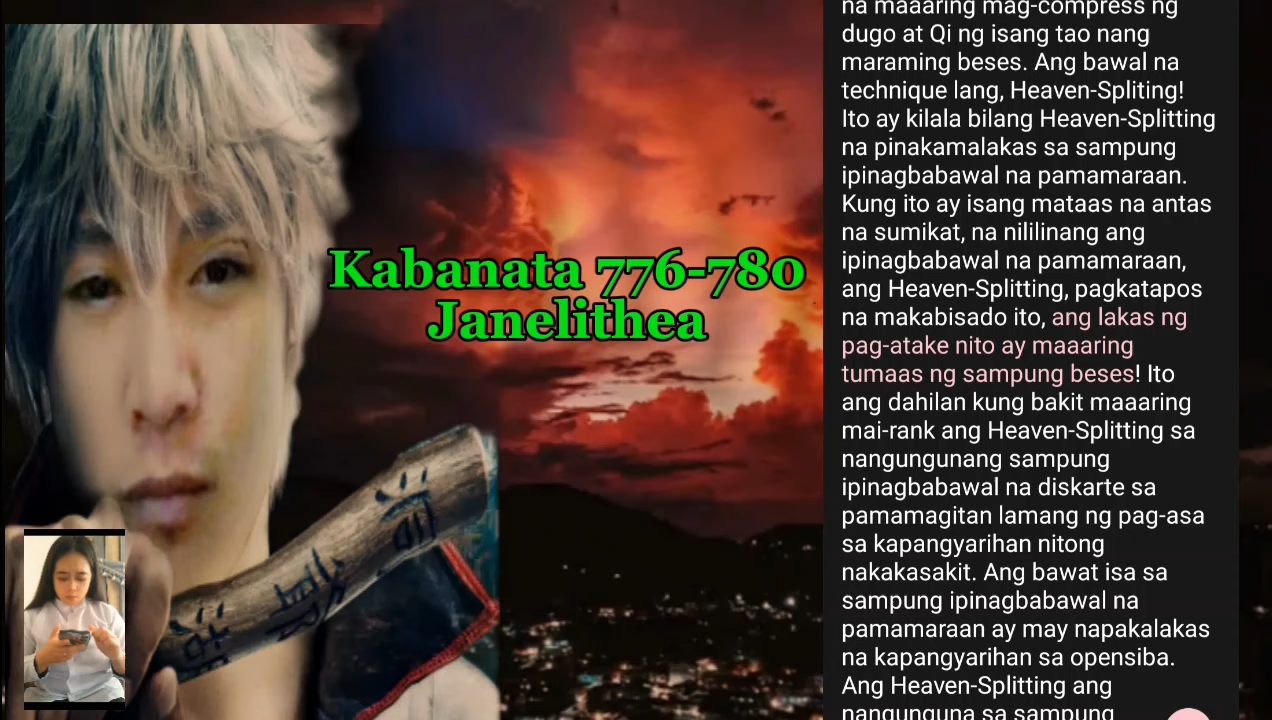 Kabanata 776-780
Janelithea
na maaaring mag-compress ng
dugo at Qi ng isang tao nang
maraming beses. Ang bawal na
technique lang, Heaven-Spliting!
Ito ay kilala bilang Heaven-Splitting
na pinakamalakas sa sampung
ipinagbabawal na pamamaraan.
Kung ito ay isang mataas na antas
na sumikat, na nililinang ang
ipinagbabawal na pamamaraan,
ang Heaven-Splitting, pagkatapos
na makabisado ito, ang lakas ng
pag-atake nito ay maaaring
tumaas ng sampung beses! Ito
ang dahilan kung bakit maaaring
mai-rank ang Heaven-Splitting sa
nangungunang sampung
ipinagbabawal na diskarte sa
pamamagitan lamang ng pag-asa
sa kapangyarihan nitong
nakakasakit. Ang bawat isa sa
sampung ipinagbabawal na
pamamaraan ay may napakalakas
na kapangyarihan sa opensiba.
Ang Heaven-Splitting ang
nangunguna sa sampung